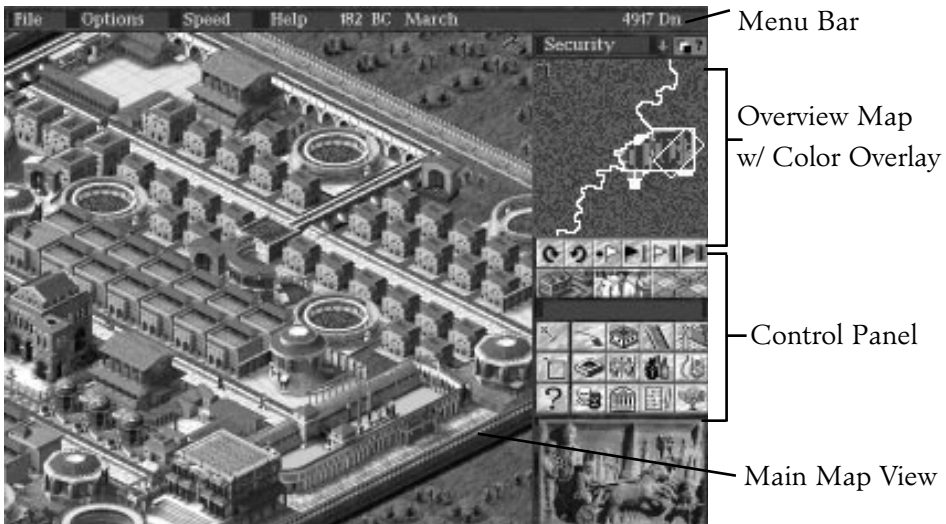 File Options Speed Help 182 BC March 4917 Dn
Menu Bar
Security
Overview Map
w/ Color Overlay
Control Panel
Main Map View